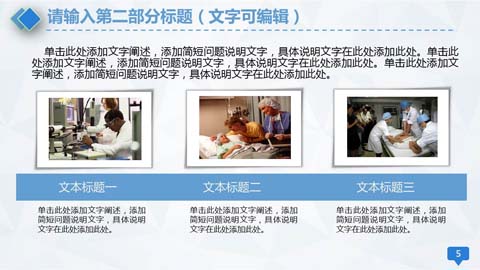 请输入第二部分标题（文字可编辑）
单击此处添加文字阐述，添加简短问题说明文字，具体说明文字在此处添加此处。单击此
处添加文字阐述，添加简短问题说明文字，具体说明文字在此处添加此处。单击此处添加文
字阐述，添加简短问题说明文字，具体说明文字在此处添加此处。
文本标题一
文本标题二
文本标题三
单击此处添加文字阐述，添加
简短问题说明文字，具体说明
文字在此处添加此处。
单击此处添加文字阐述，添加
简短问题说明文字，具体说明
文字在此处添加此处。
单击此处添加文字阐述，添加
简短问题说明文字，具体说明
文字在此处添加此处。
5